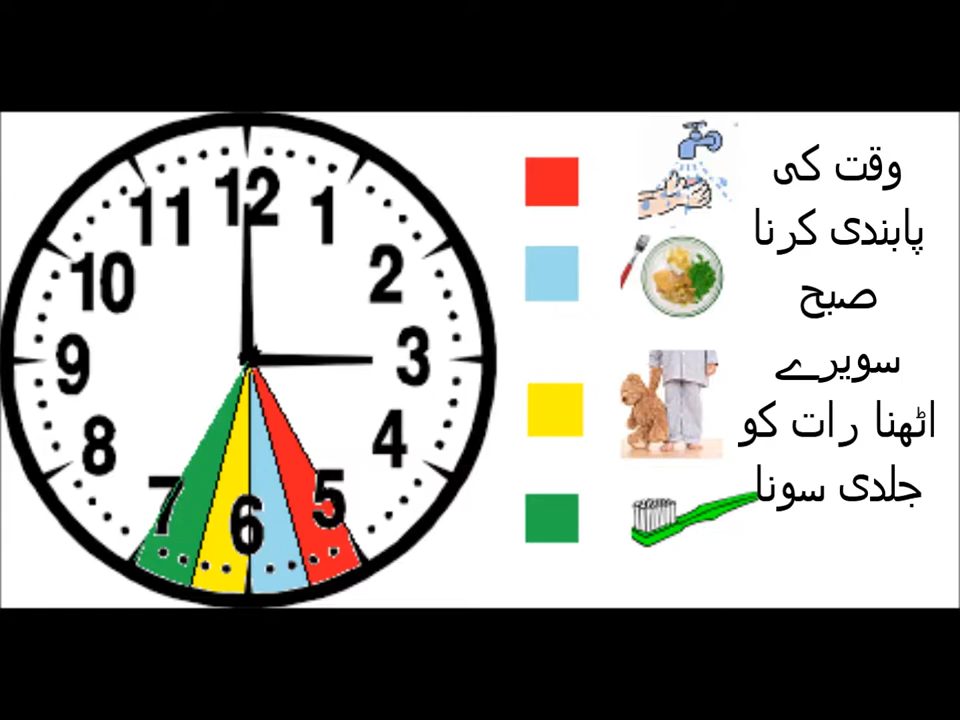 12
11
1
10
2
9
3
8
4
7
6
5
وقت کی
پابندی کرنا
صبح
سویرے
اٹھنا رات کو
جلدی سونا